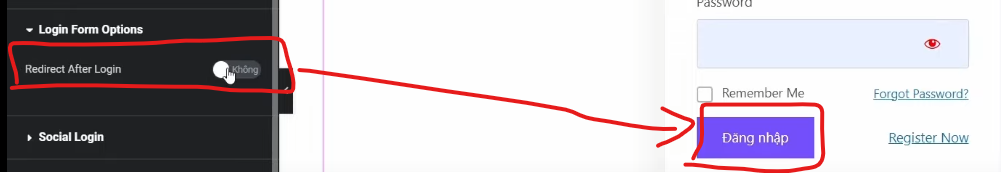 Login Form Options
Redirect After Login
Không
Social Login
Password
Remember Me
Forgot Password?
Đăng nhập
Register Now